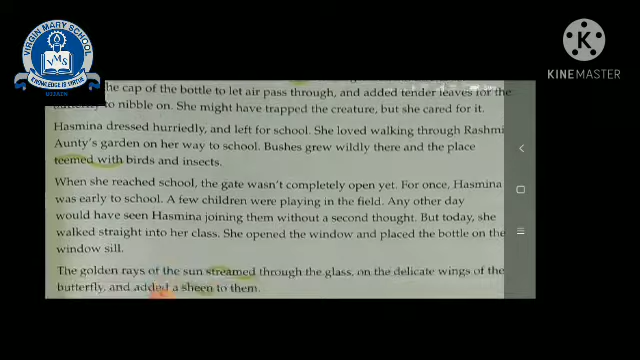 VIRGIN MARY SCHOOL
VMS
KNOWLEDGE IS VIRTUE
K
KINEMASTER
he cap of the bottle to let air pass through, and added tender leaves for the
to nibble on. She might have trapped the creature, but she cared for it.
Hasmina dressed hurriedly, and left for school. She loved walking through Rashmi
Aunty's garden on her way to school. Bushes grew wildly there and the place
teemed with birds and insects.
When she reached school, the gate wasn't completely open yet. For once, Hasmina
was early to school. A few children were playing in the field. Any other day
would have seen Hasmina joining them without a second thought. But today, she
walked straight into her class. She opened the window and placed the bottle on the
window sill.
The golden rays of the sun streamed through the glass, on the delicate wings of the
butterfly, and added a sheen to them.